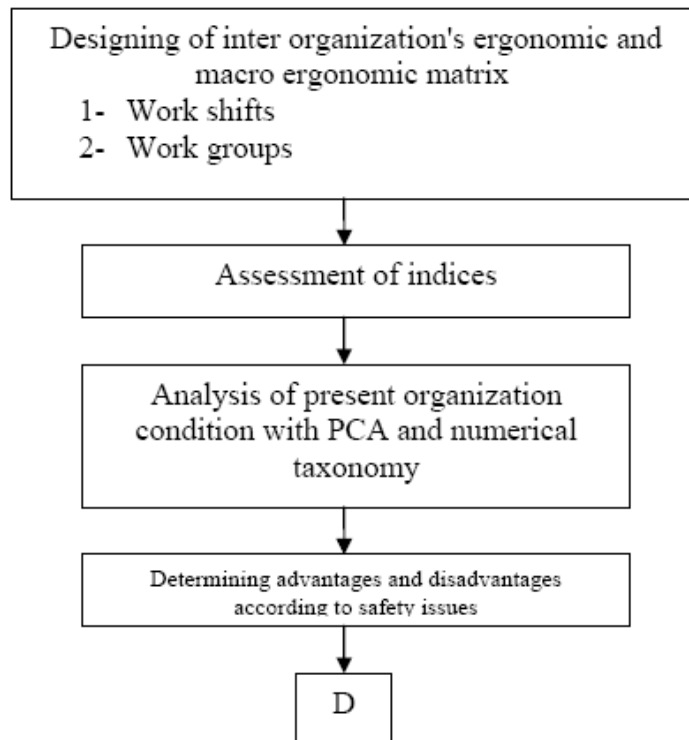 Designing of inter organization's ergonomic and
macro ergonomic matrix
1- Work shifts
2- Work groups
Assessment of indices
Analysis of present organization
condition with PCA and numerical
taxonomy
Determining advantages and disadvantages
according to safety issues
D